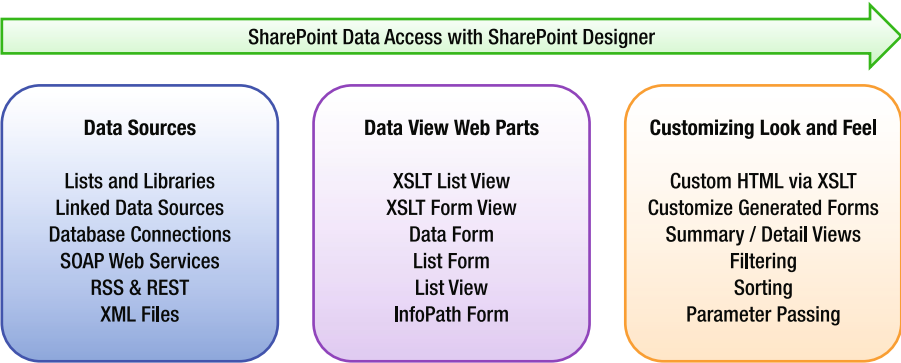 SharePoint Data Access with SharePoint Designer
Data Sources
Lists and Libraries
Linked Data Sources
Database Connections
SOAP Web Services
RSS & REST
XML Files
Data View Web Parts
XSLT List View
XSLT Form View
Data Form
List Form
List View
InfoPath Form
Customizing Look and Feel
Custom HTML via XSLT
Customize Generated Forms
Summary / Detail Views
Filtering
Sorting
Parameter Passing